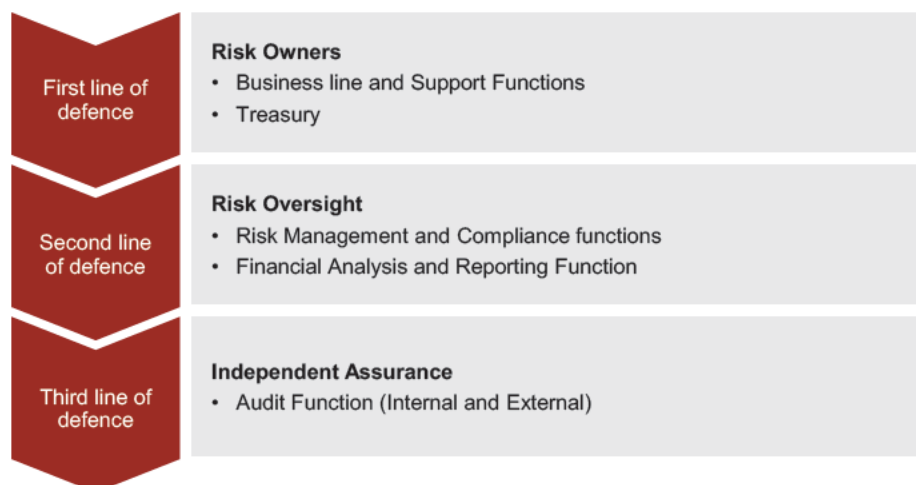 First line of
defence
Risk Owners
• Business line and Support Functions
• Treasury
Second line
of defence
Risk Oversight
• Risk Management and Compliance functions
• Financial Analysis and Reporting Function
Third line of
defence
Independent Assurance
• Audit Function (Internal and External)